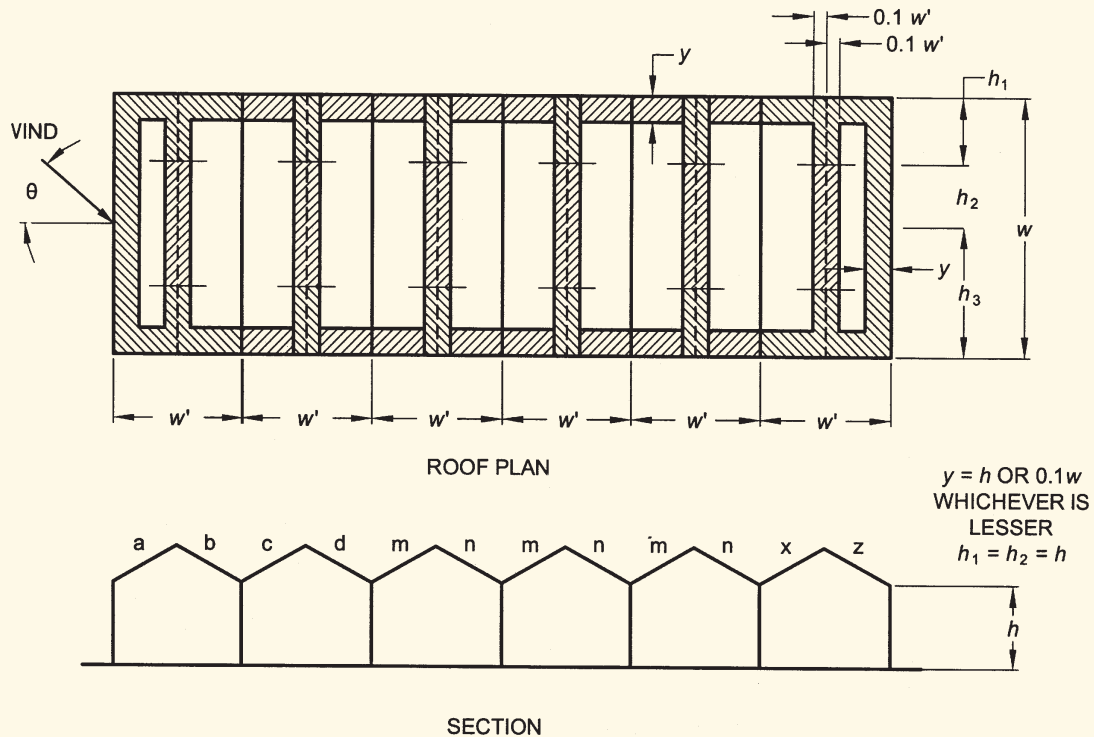 0.1 w'
0.1 w'
y
h₁
VIND
θ
h₂
w
y
h₃
w' w' w' w' w' w'
ROOF PLAN
y = h OR 0.1w
WHICHEVER IS
LESSER
h₁ = h₂ = h
a b c d m n m n m n x z
h
SECTION